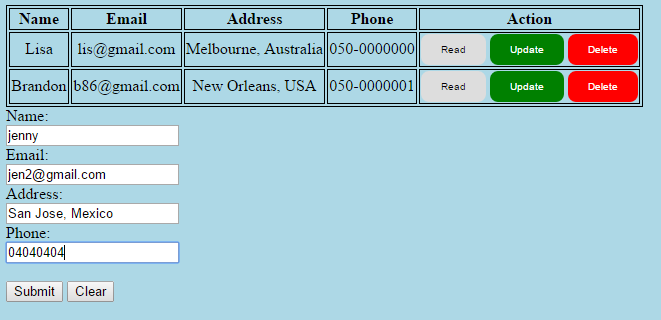 Name Email Address Phone Action
Lisa lis@gmail.com Melbourne, Australia 050-0000000 Read Update Delete
Brandon b86@gmail.com New Orleans, USA 050-0000001 Read Update Delete
Name:
jenny
Email:
jen2@gmail.com
Address:
San Jose, Mexico
Phone:
04040404
Submit Clear